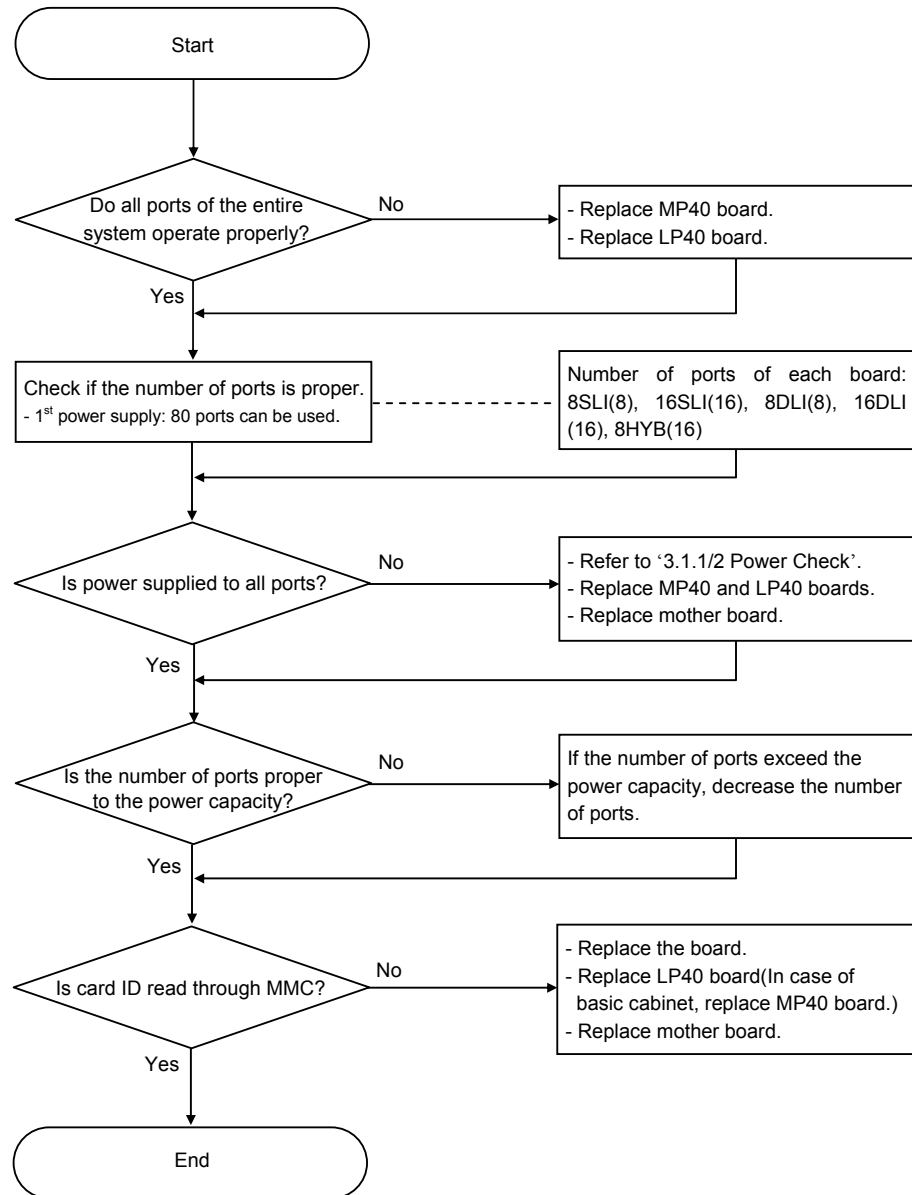 Start
Do all ports of the entire
system operate properly?
No
- Replace MP40 board.
- Replace LP40 board.
Yes
Check if the number of ports is proper.
- 1st power supply: 80 ports can be used.
Number of ports of each board:
8SLI(8), 16SLI(16), 8DLI(8), 16DLI
(16), 8HYB(16)
Is power supplied to all ports?
No
- Refer to ‘3.1.1/2 Power Check’.
- Replace MP40 and LP40 boards.
- Replace mother board.
Yes
Is the number of ports proper
to the power capacity?
No
If the number of ports exceed the
power capacity, decrease the number
of ports.
Yes
Is card ID read through MMC?
No
- Replace the board.
- Replace LP40 board(In case of
basic cabinet, replace MP40 board.)
- Replace mother board.
Yes
End